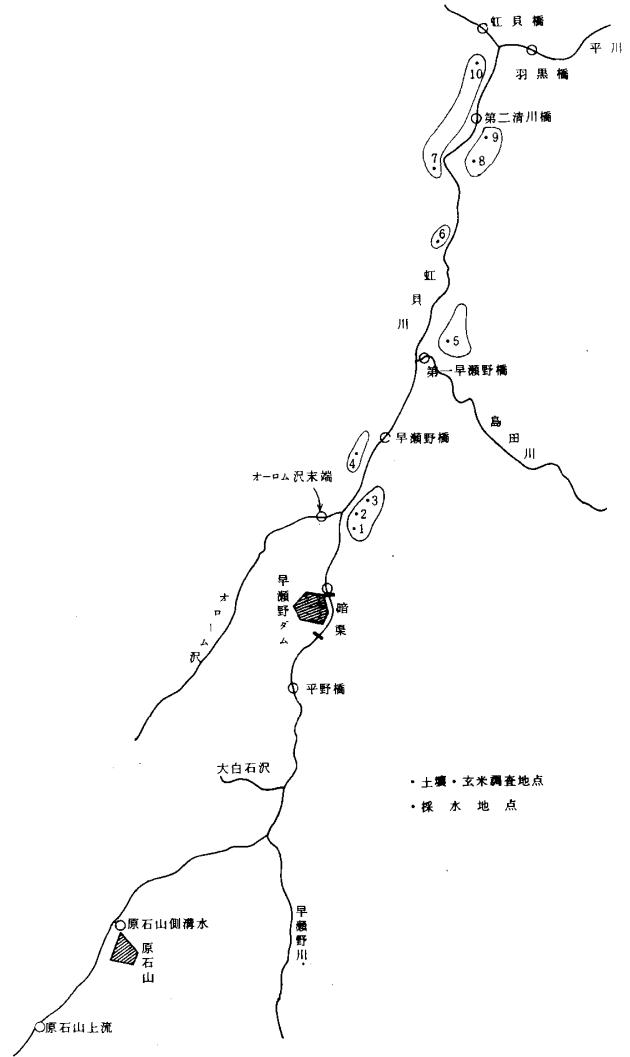 虹貝橋
平川
羽黒橋
10
第二清川橋
9
7
8
6
虹貝川
5
第一早瀬野橋
島田川
早瀬野橋
4
オーロム沢末端
3
2
1
早瀬野ダム
暗渠
オロームム沢
平野橋
大白石沢
・土壌・玄米調査地点
・採水地点
早瀬野川
原石山側溝水
原石山
原石山上流